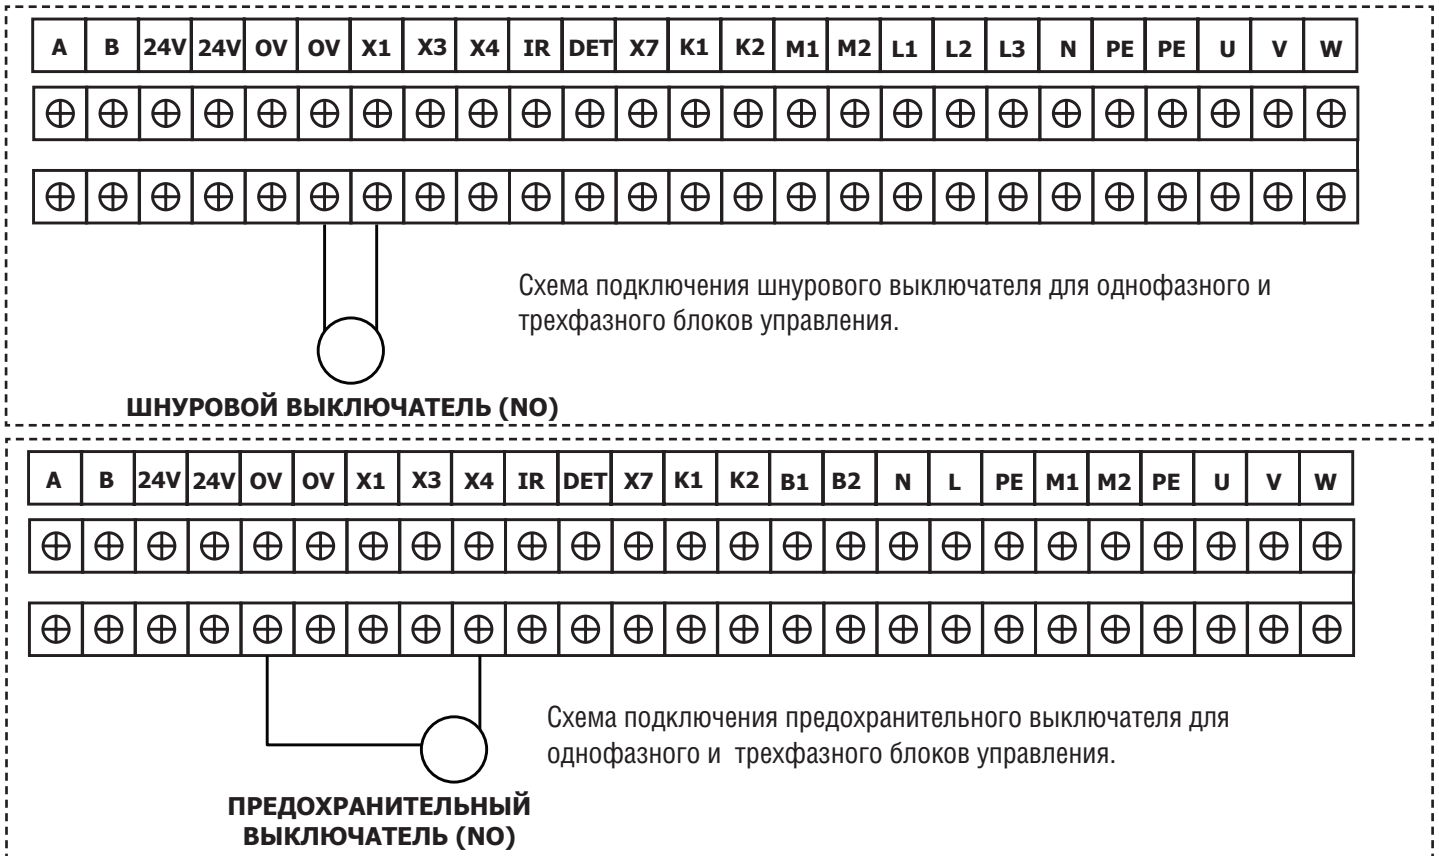 A B 24V 24V OV OV X1 X3 X4 IR DET X7 K1 K2 M1 M2 L1 L2 L3 N PE PE U V W
Схема подключения шнурового выключателя для однофазного и
трехфазного блоков управления.
ШНУРОВОЙ ВЫКЛЮЧАТЕЛЬ (NO)
A B 24V 24V OV OV X1 X3 X4 IR DET X7 K1 K2 B1 B2 N L PE M1 M2 PE U V W
Схема подключения предохранительного выключателя для
однофазного и трехфазного блоков управления.
ПРЕДОХРАНИТЕЛЬНЫЙ
ВЫКЛЮЧАТЕЛЬ (NO)